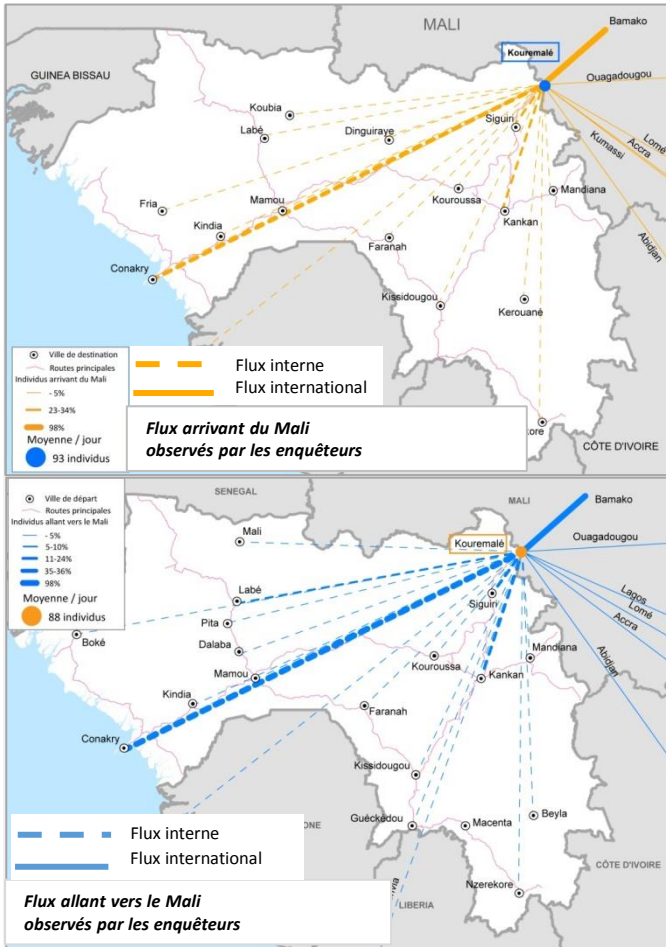 MALI
Bamako
Kouremalé
GUINEA BISSAU
Ouagadougou
Koubia
Siguiri
Labé
Dinguiraye
Lomé
Accra
Kumassi
Mandiana
Kouroussa
Fria
Mamou
Kankan
Kindia
Faranah
Abidjan
Conakry
Kissidougou
Kerouané
Ville de destination
Routes principales
Individus arrivant du Mali
- 5%
23-34%
98%
Moyenne / jour
93 individus
Flux interne
Flux international
Flux arrivant du Mali
observés par les enquêteurs
CÔTE D'IVOIRE
SENEGAL
MALI
Bamako
Ville de départ
Routes principales
Individus allant vers le Mali
- 5%
5-10%
11-24%
35-36%
98%
Moyenne / jour
88 individus
Mali
Kouremalé
Ouagadougou
Labé
Siguiri
Lagos
Lomé
Accra
Pita
Boké
Dalaba
Mandiana
Abidjan
Kouroussa
Mamou
Kankan
Kindia
Faranah
Conakry
Kissidougou
Guéckédou
Macenta
Beyla
Flux interne
Flux international
CÔTE D'IVOIRE
Flux allant vers le Mali
observés par les enquêteurs
Nzerekore
LIBERIA